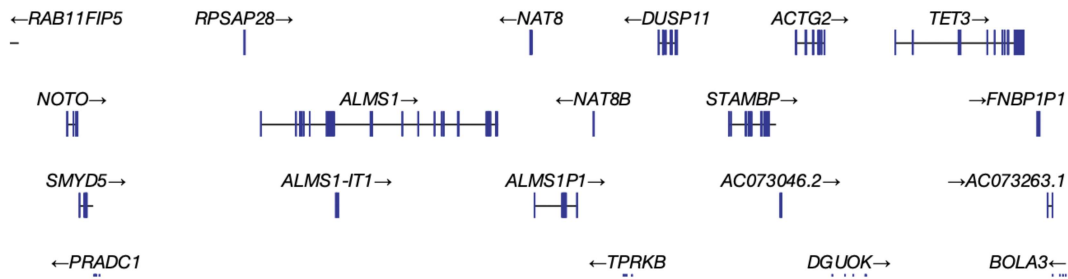 ←RAB11FIP5 RPSAP28→ ←NAT8 ←DUSP11 ACTG2→ TET3→
NOTO→ ALMS1→ ←NAT8B STAMBP→ →FNBP1P1
SMYD5→ ALMS1-IT1→ ALMS1P1→ AC073046.2→ →AC073263.1
←PRADC1 ←TPRKB DGUOK→ BOLA3←